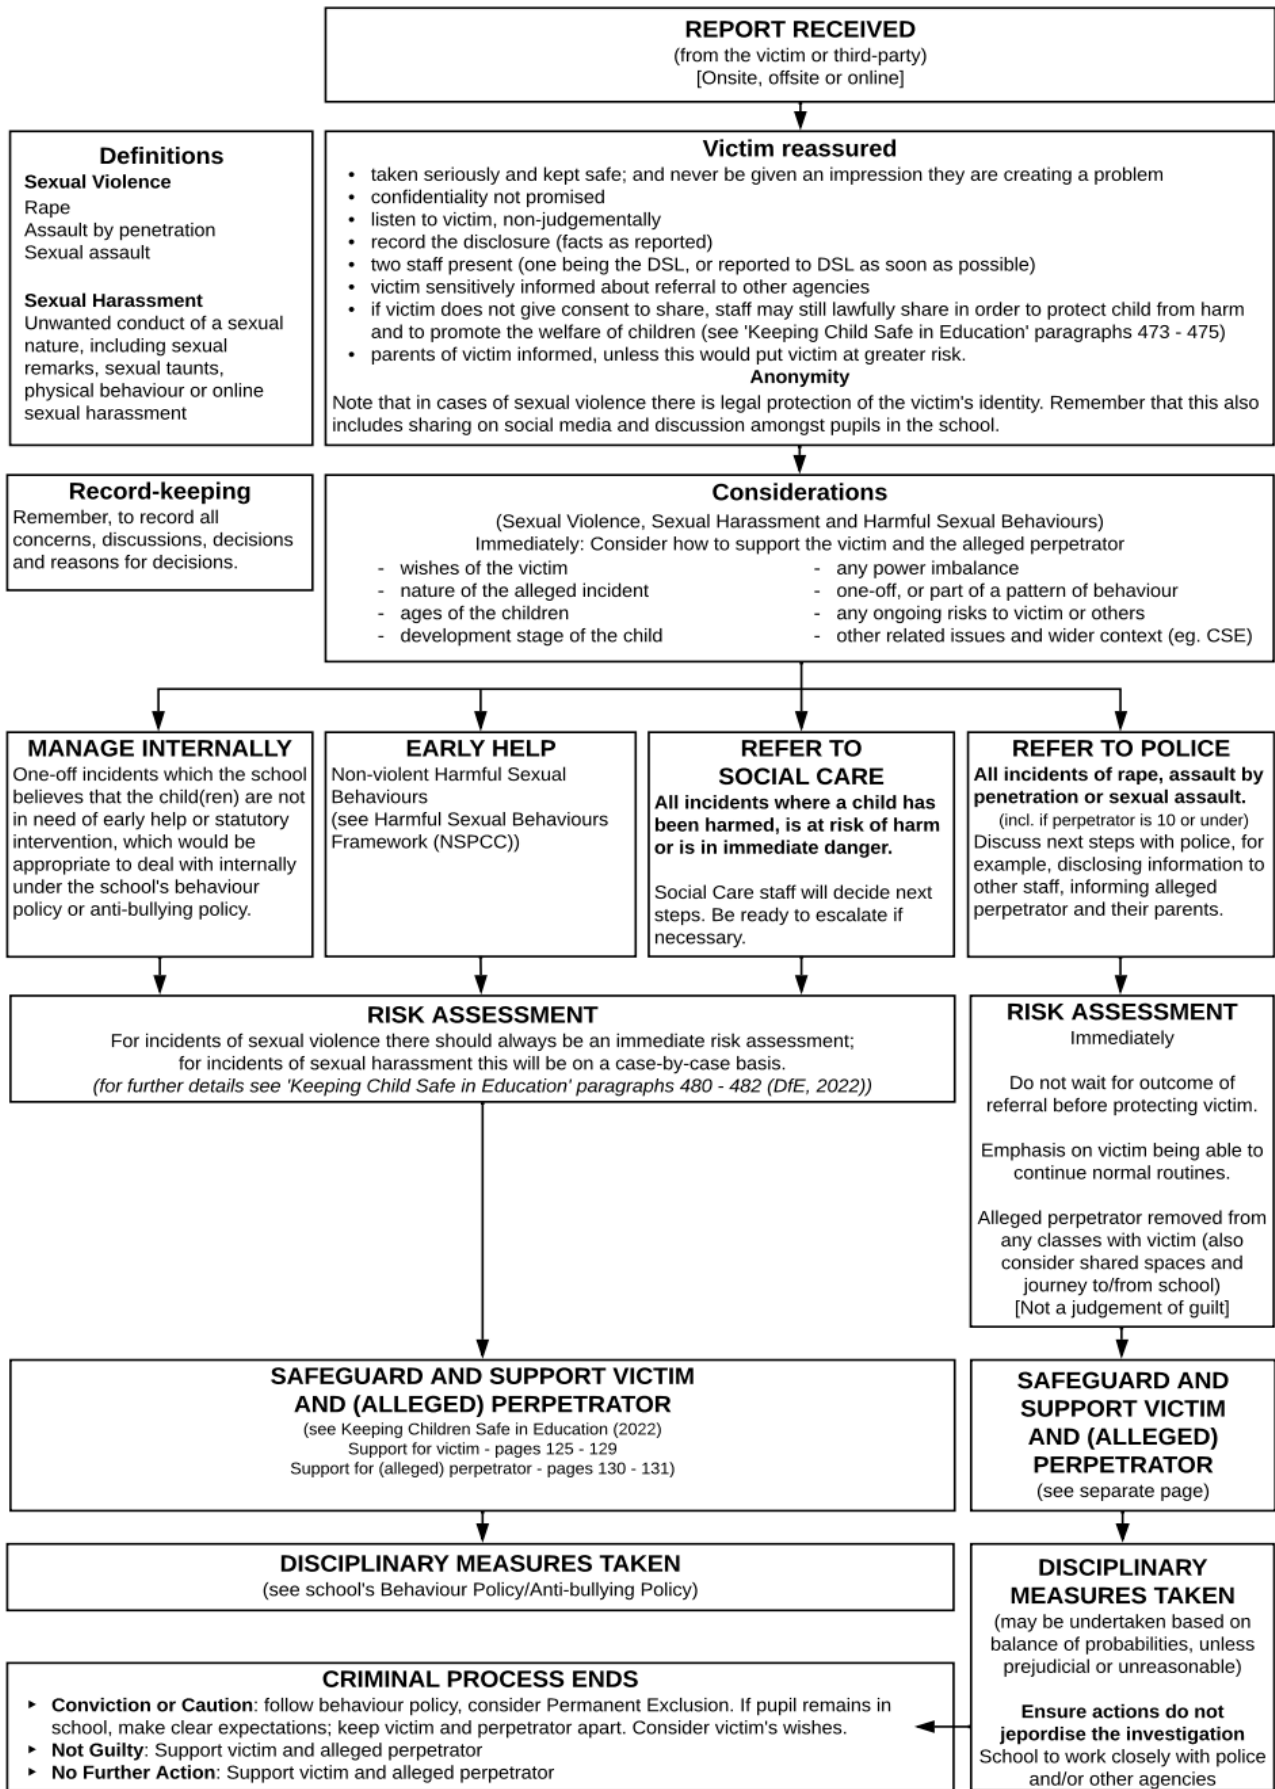 REPORT RECEIVED
(from the victim or third-party)
[Onsite, offsite or online]
Definitions
Sexual Violence
Rape
Assault by penetration
Sexual assault
Sexual Harassment
Unwanted conduct of a sexual
nature, including sexual
remarks, sexual taunts,
physical behaviour or online
sexual harassment
Victim reassured
• taken seriously and kept safe; and never be given an impression they are creating a problem
• confidentiality not promised
• listen to victim, non-judgementally
• record the disclosure (facts as reported)
• two staff present (one being the DSL, or reported to DSL as soon as possible)
• victim sensitively informed about referral to other agencies
• if victim does not give consent to share, staff may still lawfully share in order to protect child from harm
and to promote the welfare of children (see 'Keeping Child Safe in Education' paragraphs 473 - 475)
• parents of victim informed, unless this would put victim at greater risk.
Anonymity
Note that in cases of sexual violence there is legal protection of the victim's identity. Remember that this also
includes sharing on social media and discussion amongst pupils in the school.
Record-keeping
Remember, to record all
concerns, discussions, decisions
and reasons for decisions.
Considerations
(Sexual Violence, Sexual Harassment and Harmful Sexual Behaviours)
Immediately: Consider how to support the victim and the alleged perpetrator
- wishes of the victim
- nature of the alleged incident
- ages of the children
- development stage of the child
- any power imbalance
- one-off, or part of a pattern of behaviour
- any ongoing risks to victim or others
- other related issues and wider context (eg. CSE)
MANAGE INTERNALLY
One-off incidents which the school
believes that the child(ren) are not
in need of early help or statutory
intervention, which would be
appropriate to deal with internally
under the school's behaviour
policy or anti-bullying policy.
EARLY HELP
Non-violent Harmful Sexual
Behaviours
(see Harmful Sexual Behaviours
Framework (NSPCC))
REFER TO
SOCIAL CARE
All incidents where a child has
been harmed, is at risk of harm
or is in immediate danger.
Social Care staff will decide next
steps. Be ready to escalate if
necessary.
REFER TO POLICE
All incidents of rape, assault by
penetration or sexual assault.
(incl. if perpetrator is 10 or under)
Discuss next steps with police, for
example, disclosing information to
other staff, informing alleged
perpetrator and their parents.
RISK ASSESSMENT
For incidents of sexual violence there should always be an immediate risk assessment;
for incidents of sexual harassment this will be on a case-by-case basis.
(for further details see 'Keeping Child Safe in Education' paragraphs 480 - 482 (DfE, 2022))
RISK ASSESSMENT
Immediately
Do not wait for outcome of
referral before protecting victim.
Emphasis on victim being able to
continue normal routines.
Alleged perpetrator removed from
any classes with victim (also
consider shared spaces and
journey to/from school)
[Not a judgement of guilt]
SAFEGUARD AND SUPPORT VICTIM
AND (ALLEGED) PERPETRATOR
(see Keeping Children Safe in Education (2022)
Support for victim - pages 125 - 129
Support for (alleged) perpetrator - pages 130 - 131)
SAFEGUARD AND
SUPPORT VICTIM
AND (ALLEGED)
PERPETRATOR
(see separate page)
DISCIPLINARY MEASURES TAKEN
(see school's Behaviour Policy/Anti-bullying Policy)
DISCIPLINARY
MEASURES TAKEN
(may be undertaken based on
balance of probabilities, unless
prejudicial or unreasonable)
Ensure actions do not
jepordise the investigation
School to work closely with police
and/or other agencies
CRIMINAL PROCESS ENDS
▸ Conviction or Caution: follow behaviour policy, consider Permanent Exclusion. If pupil remains in
school, make clear expectations; keep victim and perpetrator apart. Consider victim's wishes.
▸ Not Guilty: Support victim and alleged perpetrator
▸ No Further Action: Support victim and alleged perpetrator